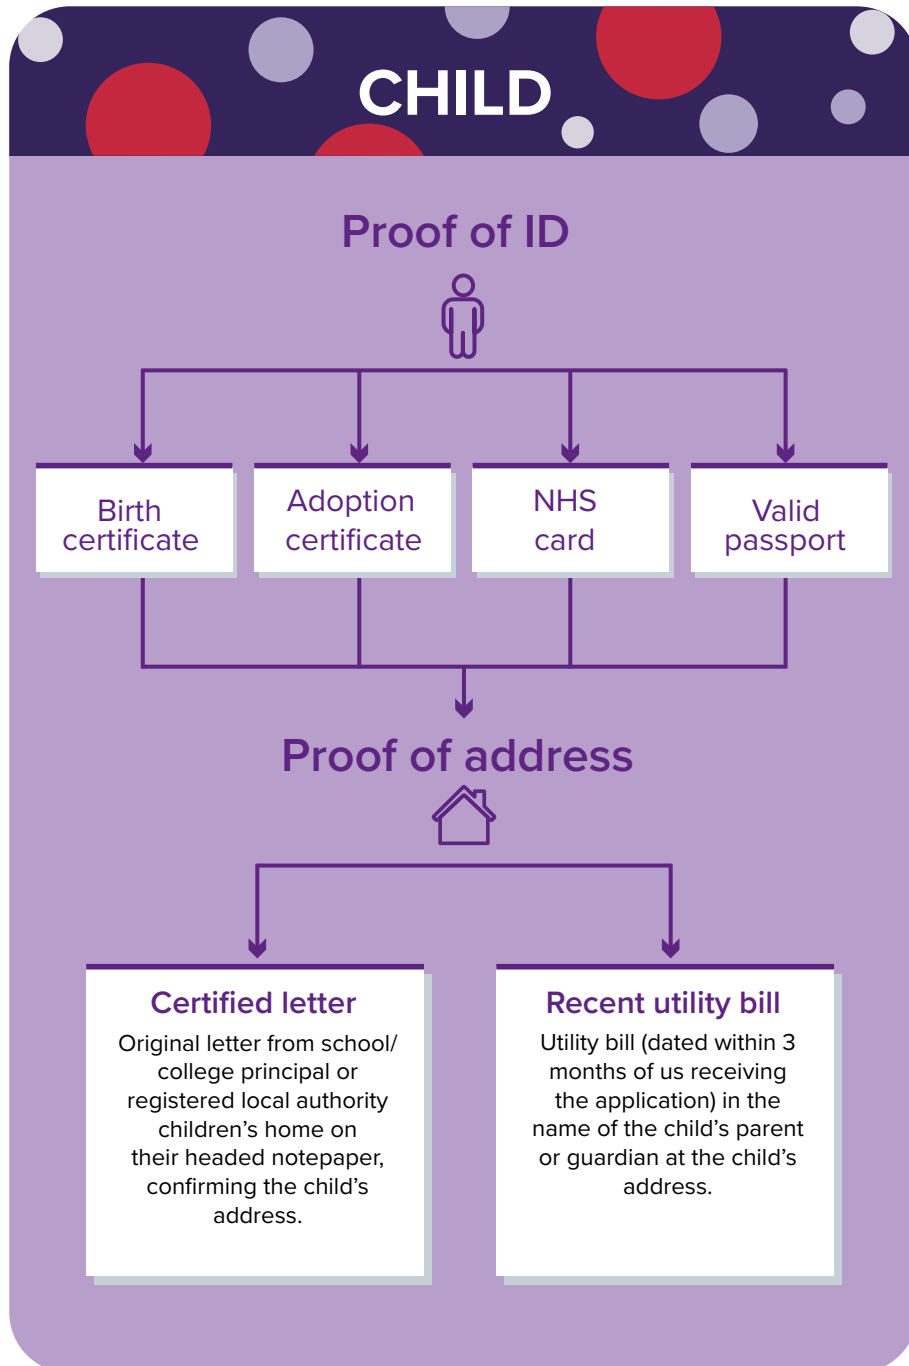 CHILD
Proof of ID
Birth
certificate
Adoption
certificate
NHS
card
Valid
passport
Proof of address
Certified letter
Original letter from school/
college principal or
registered local authority
children’s home on
their headed notepaper,
confirming the child’s
address.
Recent utility bill
Utility bill (dated within 3
months of us receiving
the application) in the
name of the child’s parent
or guardian at the child’s
address.